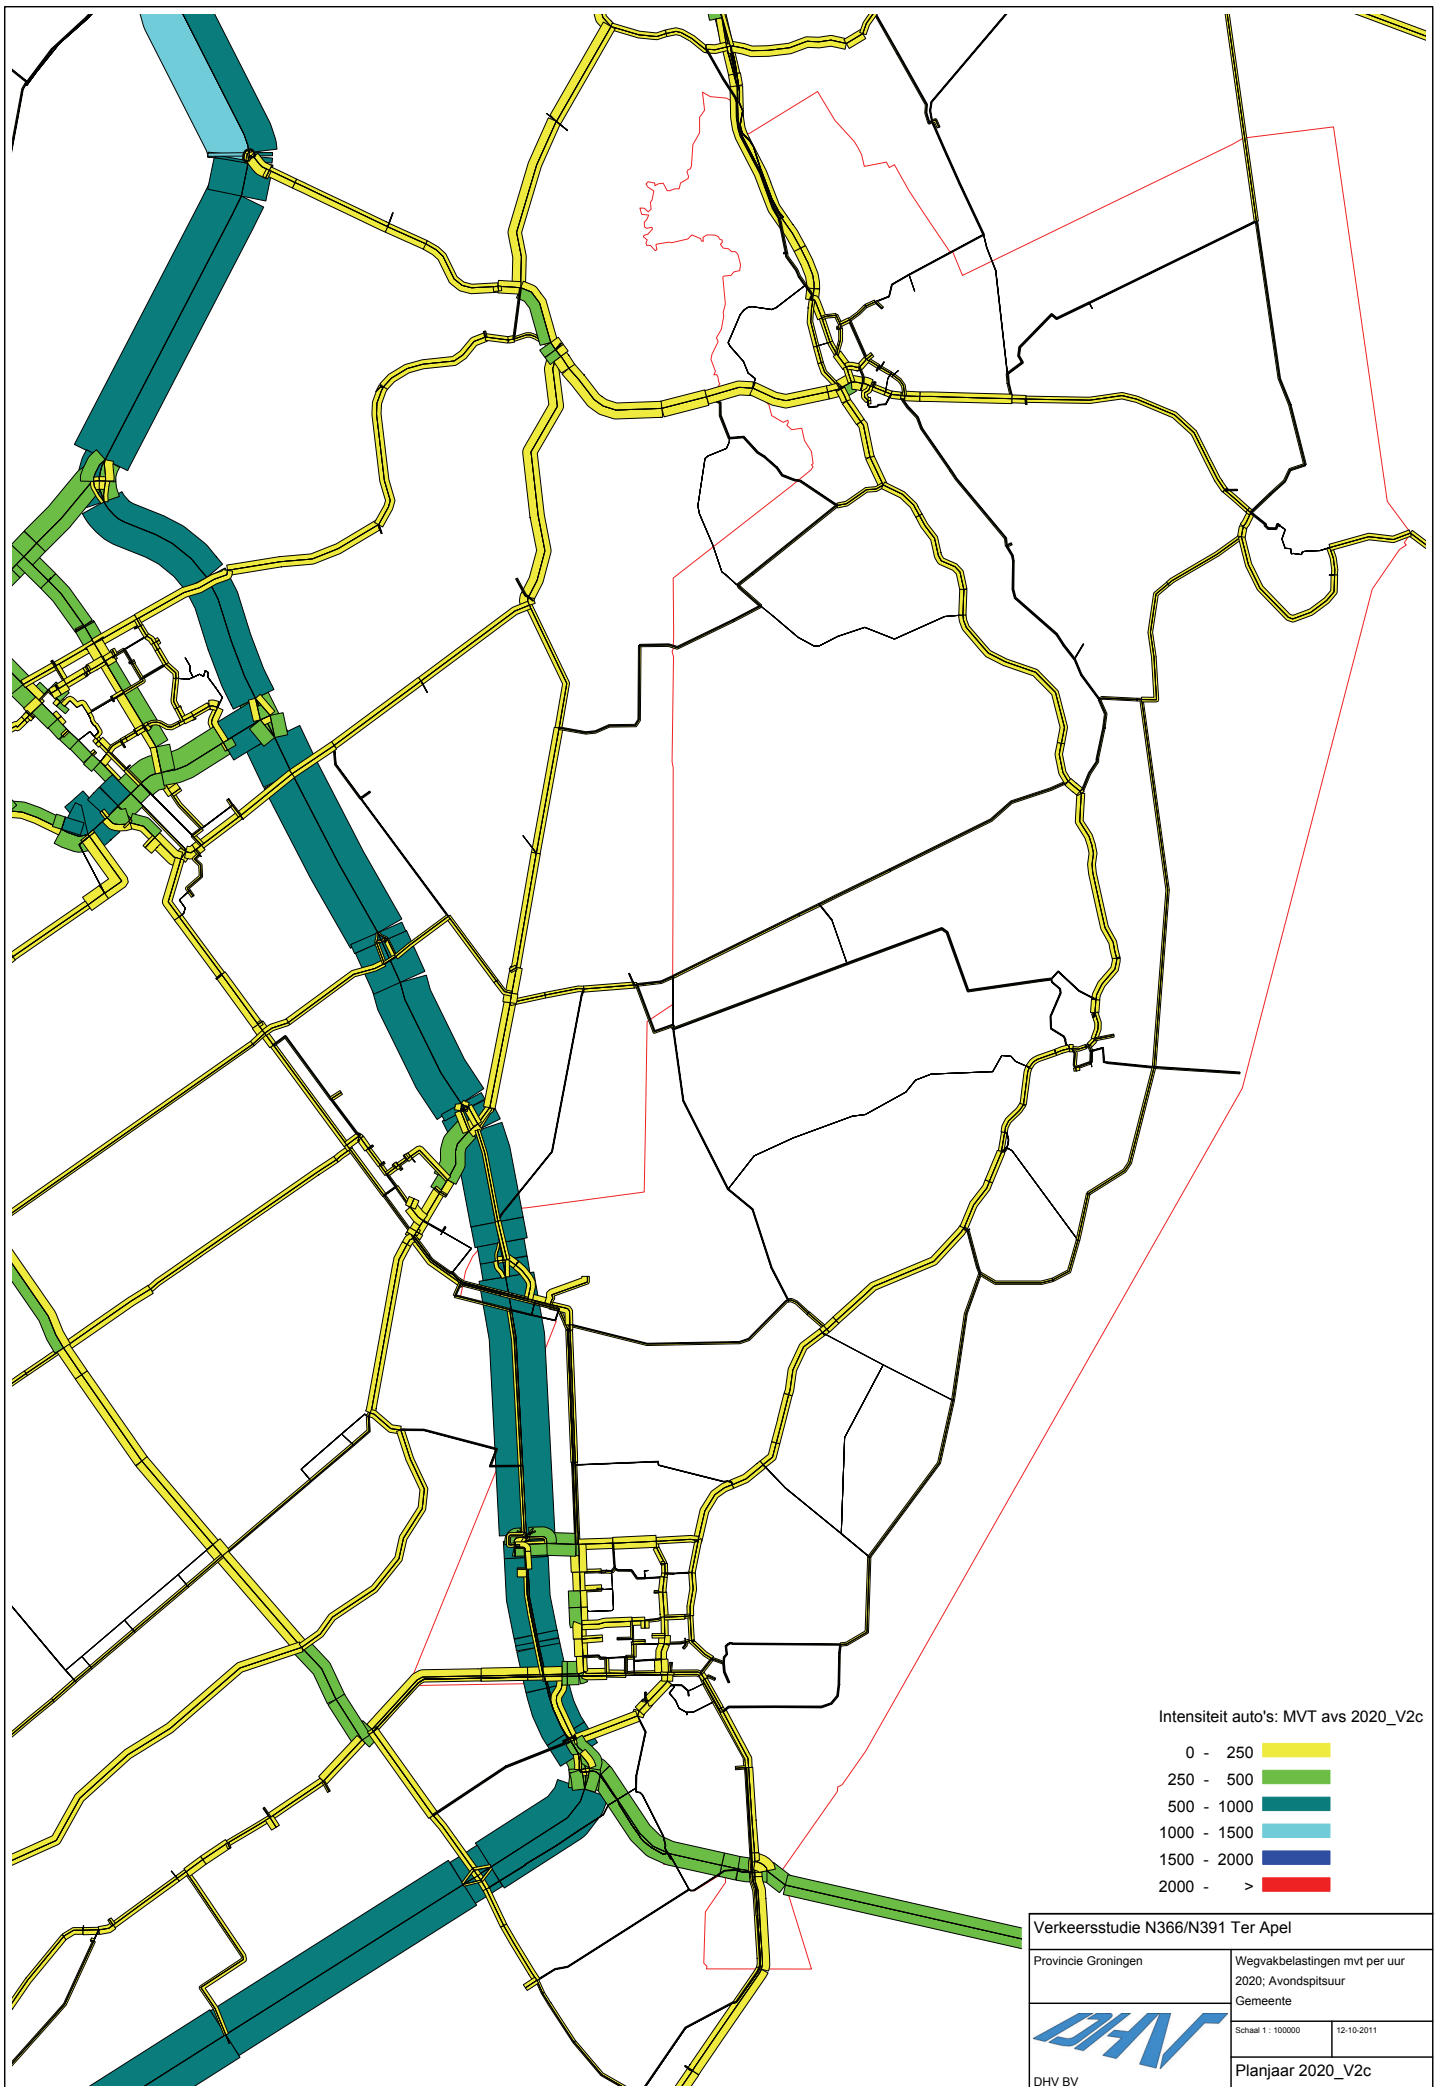 Intensiteit auto's: MVT avs 2020_V2c
0 - 250
250 - 500
500 - 1000
1000 - 1500
1500 - 2000
2000 - >
Verkeersstudie N366/N391 Ter Apel
Provincie Groningen
Wegvakbelastingen mvt per uur
2020; Avondspitsuur
Gemeente
Schaal 1 : 100000
12-10-2011
DHV
DHV BV
Planjaar 2020_V2c